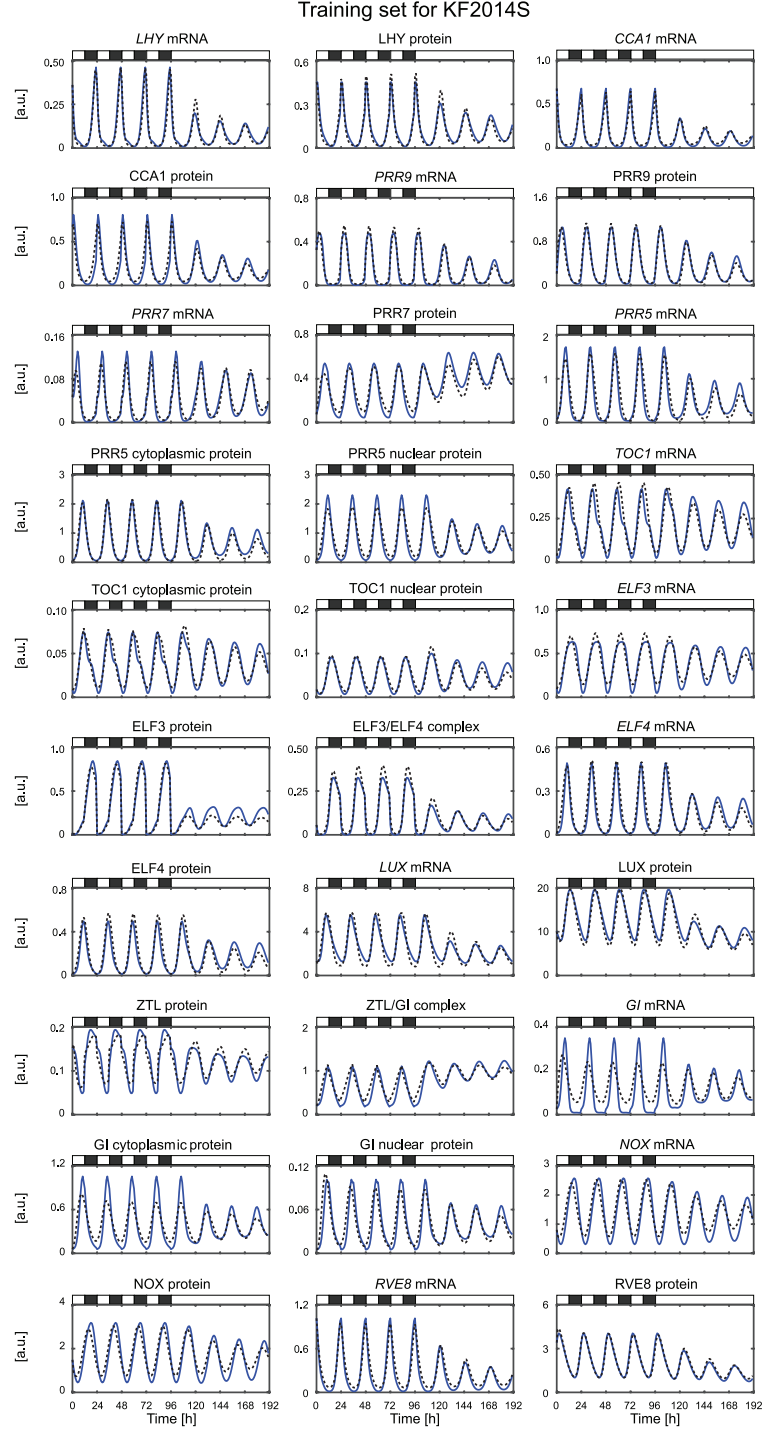 Training set for KF2014S
LHY mRNA LHY protein CCA1 mRNA
[a.u.] 0.50 0.25 0 0.6 0.3 0 1.0 0.5 0
CCA1 protein PRR9 mRNA PRR9 protein
[a.u.] 1.0 0.5 0 0.8 0.4 0 1.6 0.8 0
PRR7 mRNA PRR7 protein PRR5 mRNA
[a.u.] 0.16 0.08 0 0.8 0.4 0 2 1 0
PRR5 cytoplasmic protein PRR5 nuclear protein TOC1 mRNA
[a.u.] 3 2 1 0 3 2 1 0 0.50 0.25 0
TOC1 cytoplasmic protein TOC1 nuclear protein ELF3 mRNA
[a.u.] 0.10 0.05 0 0.2 0.1 0 1.0 0.5 0
ELF3 protein ELF3/ELF4 complex ELF4 mRNA
[a.u.] 1.0 0.5 0 0.50 0.25 0 0.6 0.3 0
ELF4 protein LUX mRNA LUX protein
[a.u.] 0.8 0.4 0 8 6 4 2 0 20 10 0
ZTL protein ZTL/GI complex GI mRNA
[a.u.] 0.2 0.1 0 2 1 0 0.4 0.2 0
GI cytoplasmic protein GI nuclear protein NOX mRNA
[a.u.] 1.2 0.6 0 0.12 0.06 0 3 2 1 0
NOX protein RVE8 mRNA RVE8 protein
[a.u.] 4 2 0 1.2 0.8 0.4 0 6 3 0
0 24 48 72 96 120 144 168 192 0 24 48 72 96 120 144 168 192 0 24 48 72 96 120 144 168 192
Time [h] Time [h] Time [h]